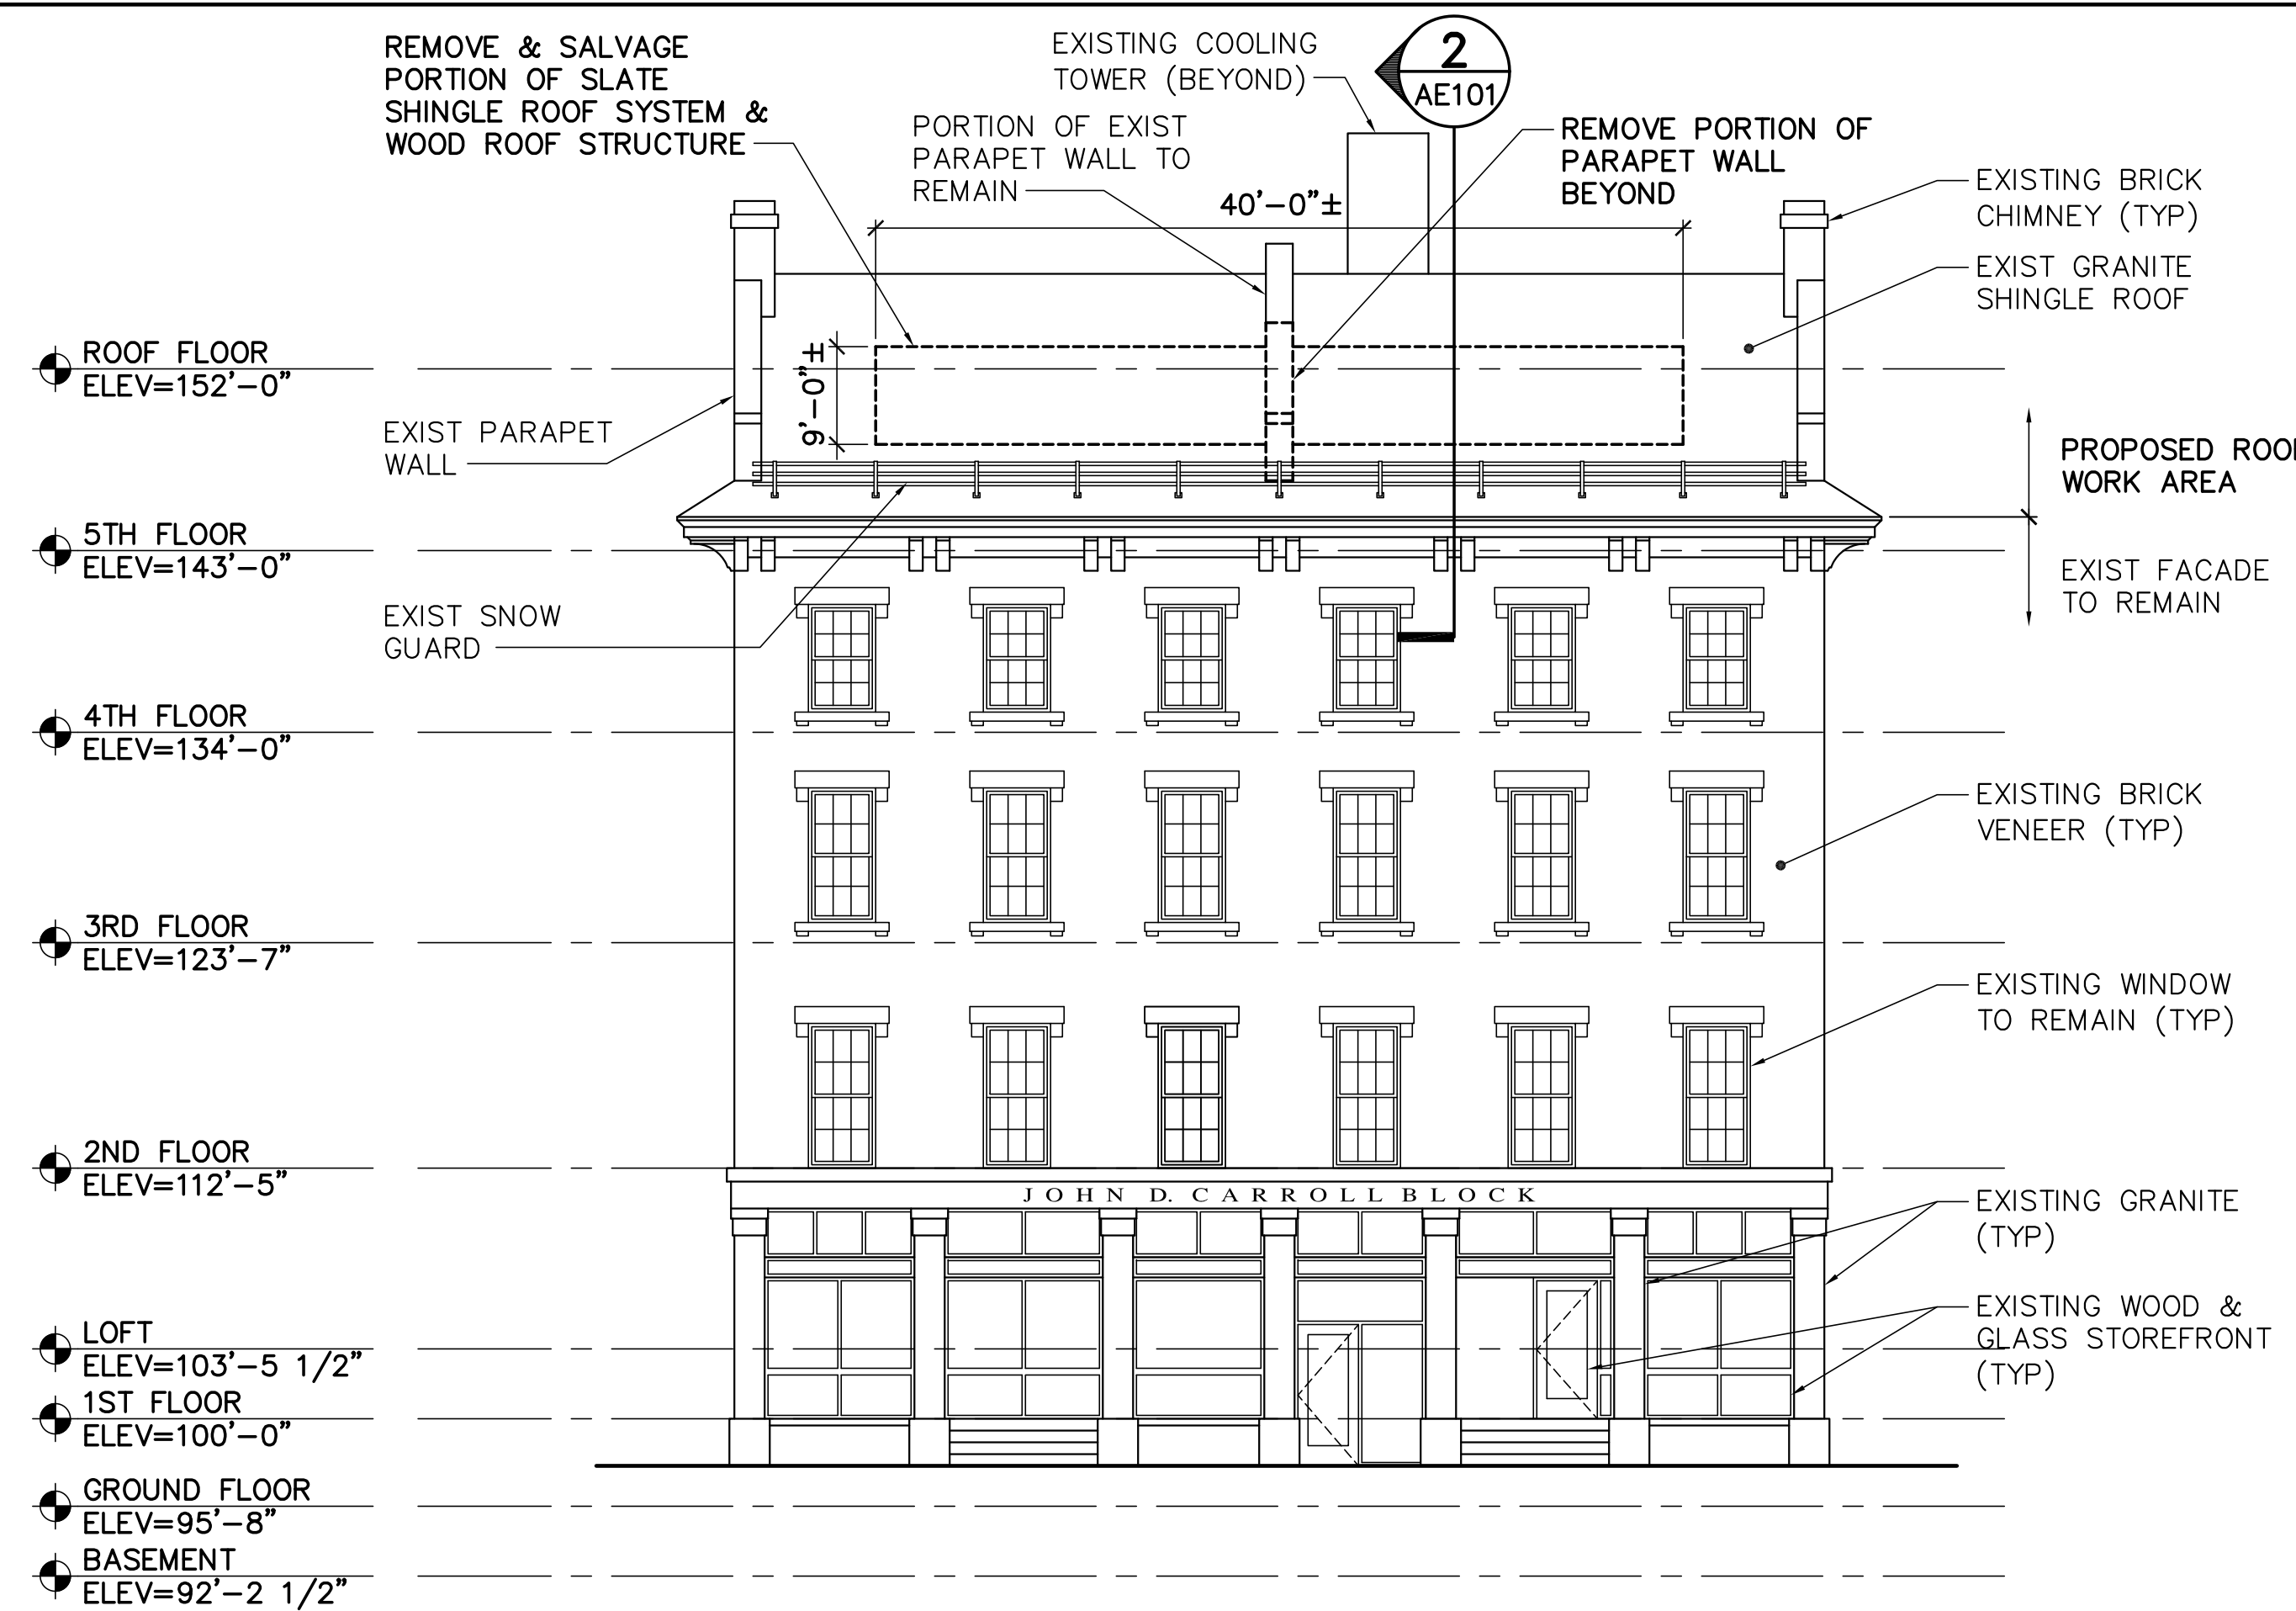 REMOVE & SALVAGE
PORTION OF SLATE
SHINGLE ROOF SYSTEM &
WOOD ROOF STRUCTURE
EXISTING COOLING
TOWER (BEYOND)
2
AE101
PORTION OF EXIST
PARAPET WALL TO
REMAIN
40'-0"±
REMOVE PORTION OF
PARAPET WALL
BEYOND
EXISTING BRICK
CHIMNEY (TYP)
EXIST GRANITE
SHINGLE ROOF
ROOF FLOOR
ELEV=152'-0"
9'-0"±
EXIST PARAPET
WALL
PROPOSED ROO
WORK AREA
5TH FLOOR
ELEV=143'-0"
EXIST FACADE
TO REMAIN
EXIST SNOW
GUARD
4TH FLOOR
ELEV=134'-0"
EXISTING BRICK
VENEER (TYP)
3RD FLOOR
ELEV=123'-7"
EXISTING WINDOW
TO REMAIN (TYP)
2ND FLOOR
ELEV=112'-5"
JOHN D. CARROLL BLOCK
EXISTING GRANITE
(TYP)
EXISTING WOOD &
GLASS STOREFRONT
(TYP)
LOFT
ELEV=103'-5 1/2"
1ST FLOOR
ELEV=100'-0"
GROUND FLOOR
ELEV=95'-8"
BASEMENT
ELEV=92'-2 1/2"